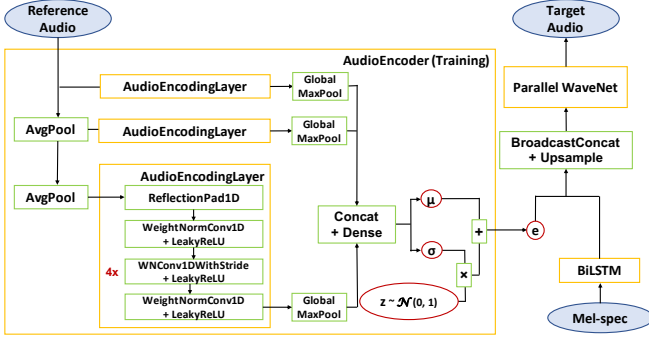 Reference
Audio
Target
Audio
AudioEncoder (Training)
AudioEncodingLayer
Global
MaxPool
Parallel WaveNet
AvgPool
AudioEncodingLayer
Global
MaxPool
BroadcastConcat
+ Upsample
AvgPool
AudioEncodingLayer
ReflectionPad1D
WeightNormConv1D
+ LeakyReLU
4x
WNConv1DWithStride
+ LeakyReLU
WeightNormConv1D
+ LeakyReLU
Global
MaxPool
Concat
+ Dense
μ
σ
+
×
z ~ 𝒩(0, 1)
e
BiLSTM
Mel-spec